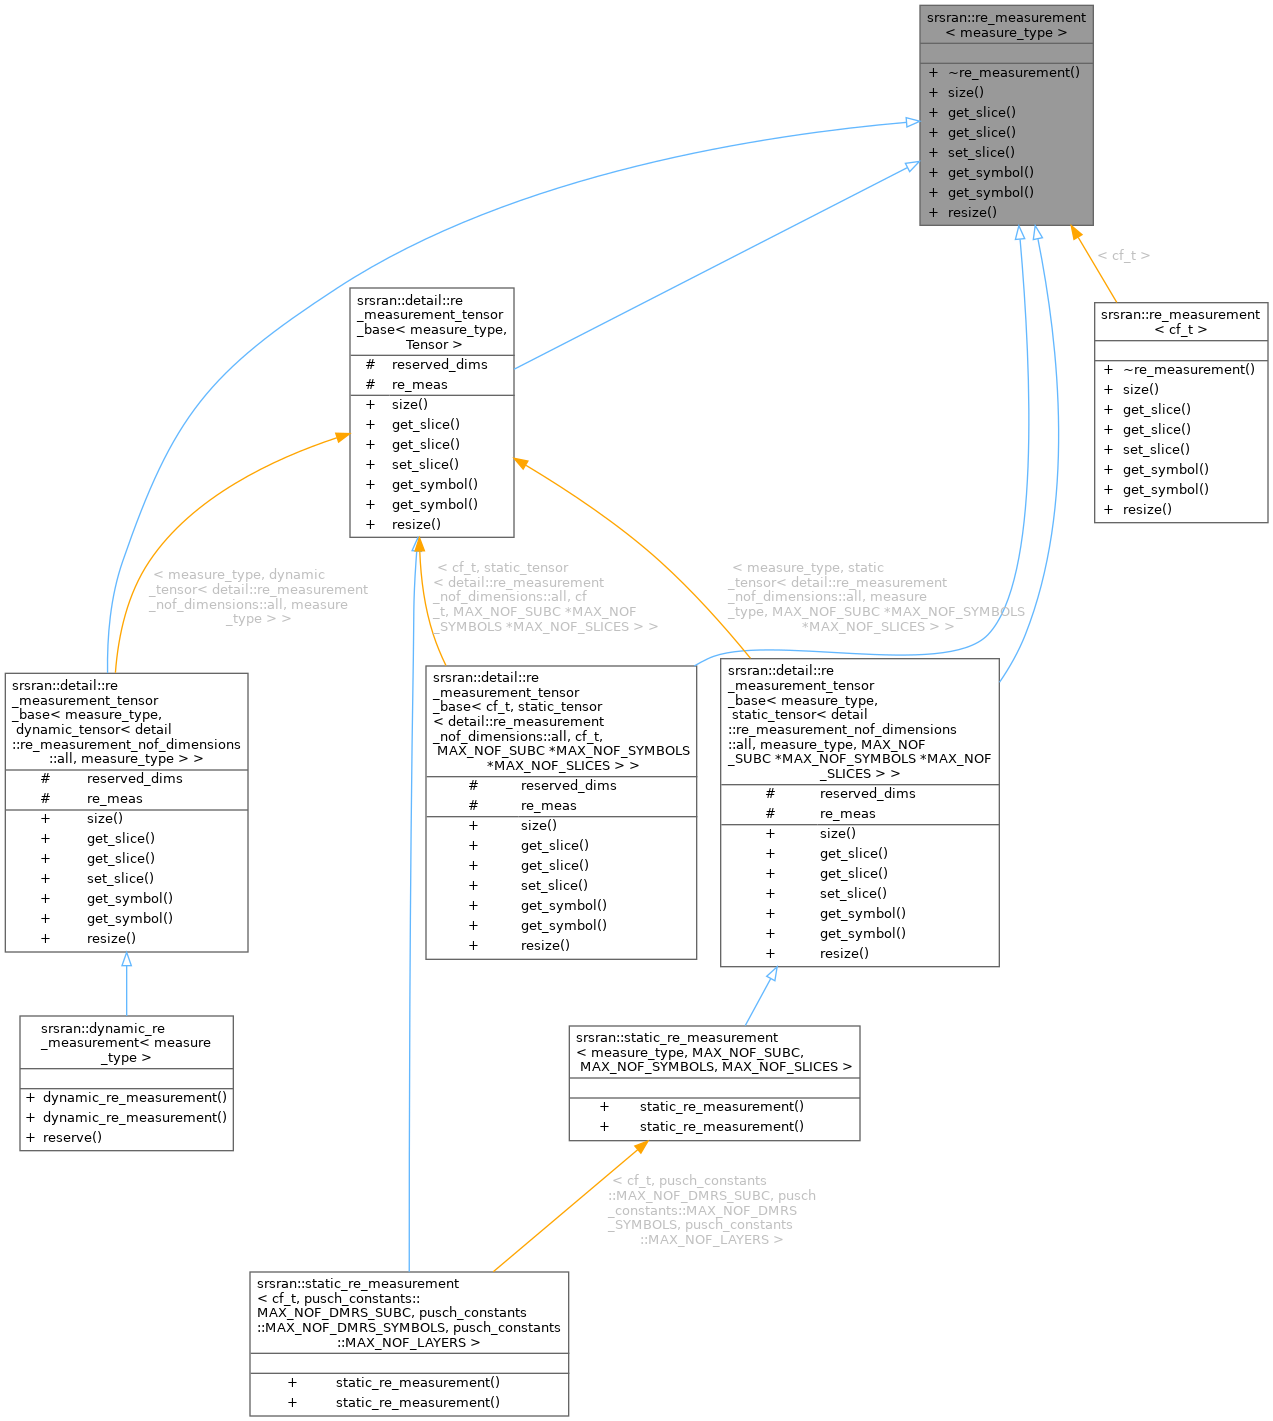 srsran::re_measurement
< measure_type >
+ ~re_measurement()
+ size()
+ get_slice()
+ get_slice()
+ set_slice()
+ get_symbol()
+ get_symbol()
+ resize()
< cf_t >
srsran::detail::re
_measurement_tensor
_base< measure_type,
Tensor >
# reserved_dims
# re_meas
+ size()
+ get_slice()
+ get_slice()
+ set_slice()
+ get_symbol()
+ get_symbol()
+ resize()
srsran::re_measurement
< cf_t >
+ ~re_measurement()
+ size()
+ get_slice()
+ get_slice()
+ set_slice()
+ get_symbol()
+ get_symbol()
+ resize()
< measure_type, dynamic
_tensor< detail::re_measurement
_nof_dimensions::all, measure
_type > >
< cf_t, static_tensor
< detail::re_measurement
_nof_dimensions::all, cf
_t, MAX_NOF_SUBC *MAX_NOF
_SYMBOLS *MAX_NOF_SLICES > >
< measure_type, static
_tensor< detail::re_measurement
_nof_dimensions::all, measure
_type, MAX_NOF_SUBC *MAX_NOF_SYMBOLS
*MAX_NOF_SLICES > >
srsran::detail::re
_measurement_tensor
_base< measure_type,
dynamic_tensor< detail
::re_measurement_nof_dimensions
::all, measure_type > >
# reserved_dims
# re_meas
+ size()
+ get_slice()
+ get_slice()
+ set_slice()
+ get_symbol()
+ get_symbol()
+ resize()
srsran::detail::re
_measurement_tensor
_base< cf_t, static_tensor
< detail::re_measurement
_nof_dimensions::all, cf_t,
MAX_NOF_SUBC *MAX_NOF_SYMBOLS
*MAX_NOF_SLICES > >
# reserved_dims
# re_meas
+ size()
+ get_slice()
+ get_slice()
+ set_slice()
+ get_symbol()
+ get_symbol()
+ resize()
srsran::detail::re
_measurement_tensor
_base< measure_type,
static_tensor< detail
::re_measurement_nof_dimensions
::all, measure_type, MAX_NOF
_SUBC *MAX_NOF_SYMBOLS *MAX_NOF
_SLICES > >
# reserved_dims
# re_meas
+ size()
+ get_slice()
+ get_slice()
+ set_slice()
+ get_symbol()
+ get_symbol()
+ resize()
srsran::dynamic_re
_measurement< measure
_type >
+ dynamic_re_measurement()
+ dynamic_re_measurement()
+ reserve()
srsran::static_re_measurement
< measure_type, MAX_NOF_SUBC,
MAX_NOF_SYMBOLS, MAX_NOF_SLICES >
+ static_re_measurement()
+ static_re_measurement()
< cf_t, pusch_constants
::MAX_NOF_DMRS_SUBC, pusch
_constants::MAX_NOF_DMRS
_SYMBOLS, pusch_constants
::MAX_NOF_LAYERS >
srsran::static_re_measurement
< cf_t, pusch_constants::
MAX_NOF_DMRS_SUBC, pusch_constants
::MAX_NOF_DMRS_SYMBOLS, pusch_constants
::MAX_NOF_LAYERS >
+ static_re_measurement()
+ static_re_measurement()